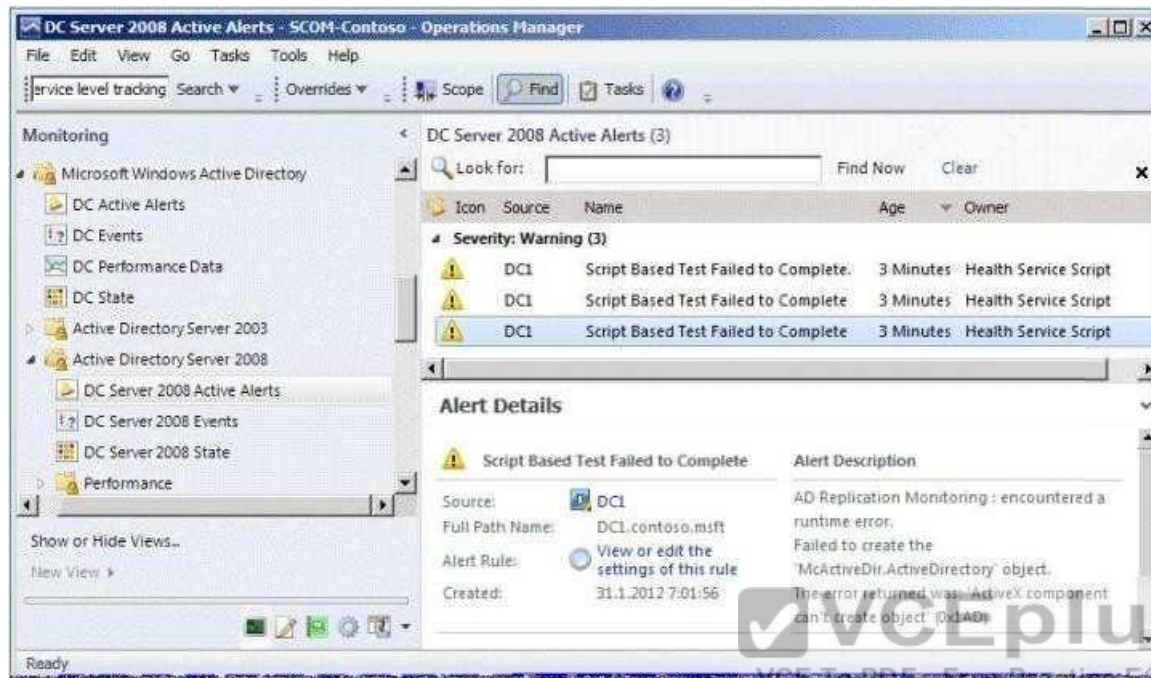 DC Server 2008 Active Alerts - SCOM-Contoso - Operations Manager
File Edit View Go Tasks Tools Help
ervice level tracking Search Overrides Scope Find Tasks
Monitoring
Microsoft Windows Active Directory
DC Active Alerts
DC Events
DC Performance Data
DC State
Active Directory Server 2003
Active Directory Server 2008
DC Server 2008 Active Alerts
DC Server 2008 Events
DC Server 2008 State
Performance
Show or Hide Views...
New View
Ready
DC Server 2008 Active Alerts (3)
Look for: Find Now Clear
Icon Source Name Age Owner
Severity: Warning (3)
DC1 Script Based Test Failed to Complete. 3 Minutes Health Service Script
DC1 Script Based Test Failed to Complete 3 Minutes Health Service Script
DC1 Script Based Test Failed to Complete 3 Minutes Health Service Script
Alert Details
Script Based Test Failed to Complete
Source: DC1
Full Path Name: DC1.contoso.msft
Alert Rule: View or edit the
settings of this rule
Created: 31.1.2012 7:01:56
Alert Description
AD Replication Monitoring : encountered a
runtime error.
Failed to create the
'McActiveDir.ActiveDirectory' object.
The error returned was: 'ActiveX component
can't create object' (0x1AD)
VCEplu